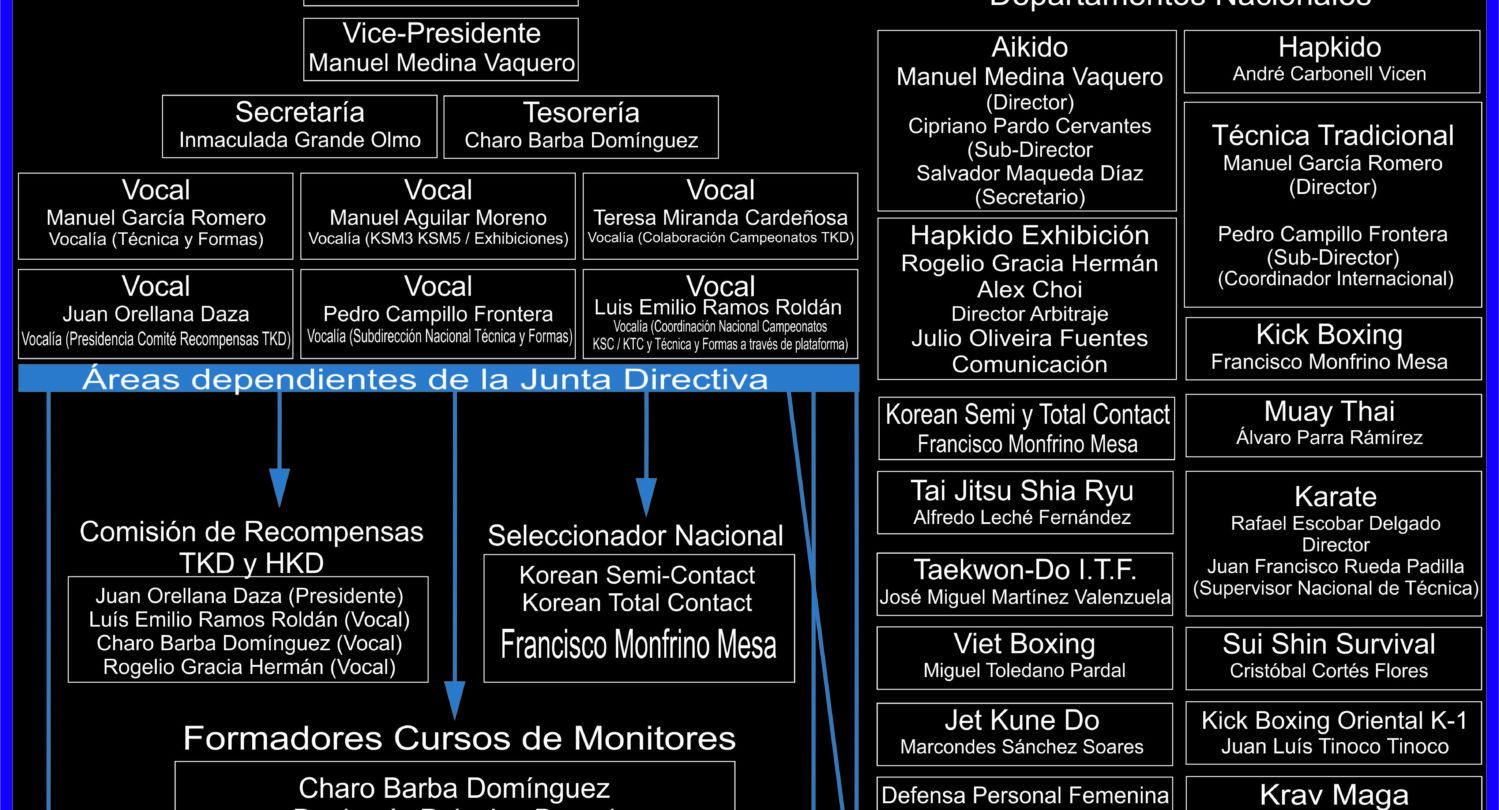 Departamentos Nacionales
Vice-Presidente
Manuel Medina Vaquero
Secretaría
Inmaculada Grande Olmo
Tesorería
Charo Barba Domínguez
Vocal
Manuel García Romero
Vocalía (Técnica y Formas)
Vocal
Manuel Aguilar Moreno
Vocalía (KSM3 KSM5 / Exhibiciones)
Vocal
Teresa Miranda Cardeñosa
Vocalía (Colaboración Campeonatos TKD)
Vocal
Juan Orellana Daza
Vocalía (Presidencia Comité Recompensas TKD)
Vocal
Pedro Campillo Frontera
Vocalía (Subdirección Nacional Técnica y Formas)
Vocal
Luis Emilio Ramos Roldán
Vocalía (Coordinación Nacional Campeonatos
KSC / KTC y Técnica y Formas a través de plataforma)
Áreas dependientes de la Junta Directiva
Comisión de Recompensas
TKD y HKD
Juan Orellana Daza (Presidente)
Luís Emilio Ramos Roldán (Vocal)
Charo Barba Domínguez (Vocal)
Rogelio Gracia Hermán (Vocal)
Seleccionador Nacional
Korean Semi-Contact
Korean Total Contact
Francisco Monfrino Mesa
Formadores Cursos de Monitores
Charo Barba Domínguez
Aikido
Manuel Medina Vaquero
(Director)
Cipriano Pardo Cervantes
(Sub-Director
Salvador Maqueda Díaz
(Secretario)
Hapkido Exhibición
Rogelio Gracia Hermán
Alex Choi
Director Arbitraje
Julio Oliveira Fuentes
Comunicación
Korean Semi y Total Contact
Francisco Monfrino Mesa
Tai Jitsu Shia Ryu
Alfredo Leché Fernández
Taekwon-Do I.T.F.
José Miguel Martínez Valenzuela
Viet Boxing
Miguel Toledano Pardal
Jet Kune Do
Marcondes Sánchez Soares
Defensa Personal Femenina
Hapkido
André Carbonell Vicen
Técnica Tradicional
Manuel García Romero
(Director)
Pedro Campillo Frontera
(Sub-Director)
(Coordinador Internacional)
Kick Boxing
Francisco Monfrino Mesa
Muay Thai
Álvaro Parra Rámírez
Karate
Rafael Escobar Delgado
Director
Juan Francisco Rueda Padilla
(Supervisor Nacional de Técnica)
Sui Shin Survival
Cristóbal Cortés Flores
Kick Boxing Oriental K-1
Juan Luís Tinoco Tinoco
Krav Maga